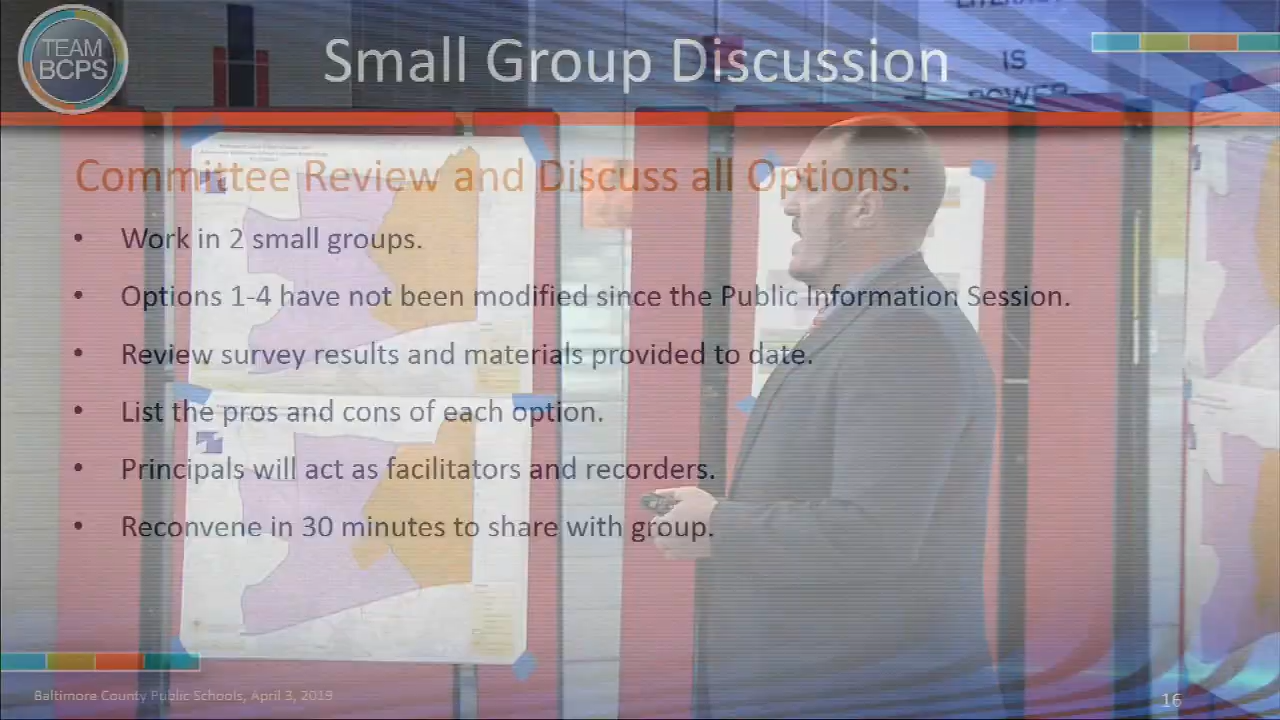 TEAM
BCPS
Small Group Discussion
LITERACY
IS
POWER
Committee Review and Discuss all Options:
• Work in 2 small groups.
• Options 1-4 have not been modified since the Public Information Session.
• Review survey results and materials provided to date.
• List the pros and cons of each option.
• Principals will act as facilitators and recorders.
• Reconvene in 30 minutes to share with group.
Baltimore County Public Schools, April 3, 2019
16